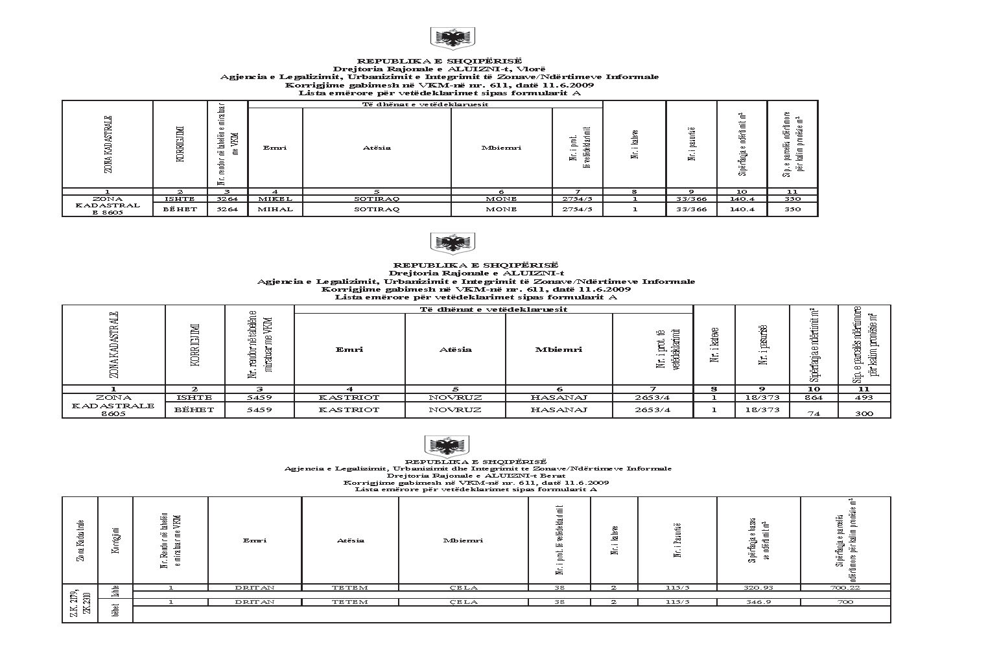 REPUBLIKA E SHQIPËRISË
Drejtoria Rajonale e ALUIZNI-t, Vlorë
Agjencia e Legalizimit, Urbanizimit e Integrimit të Zonave/Ndërtimeve Informale
Korrigjime gabimesh në VKM-në nr. 611, datë 11.6.2009
Lista emërore për vetëdeklarimet sipas formularit A
ZONA KADASTRALE
KORRIGJIMI
Nr. rendor në tabelën e miratuar
me VKM
Të dhënat e vetëdeklaruesit
Emri
Atësia
Mbiemri
Nr. i prot.
të vetëdeklarimit
Nr. i kateve
Nr. i pasurisë
Sipërfaqja e ndërtimit m²
Sip. e parcelës ndërtimore
për kalim pronësie m²
1 2 3 4 5 6 7 8 9 10 11
ZONA
KADASTRAL
E 8605
ISHTE 5264 MIKEL SOTIRAQ MONE 2754/5 1 33/366 140.4 350
BËHET 5264 MIHAL SOTIRAQ MONE 2754/5 1 33/366 140.4 350
REPUBLIKA E SHQIPËRISË
Drejtoria Rajonale e ALUIZNI-t
Agjencia e Legalizimit, Urbanizimit e Integrimit të Zonave/Ndërtimeve Informale
Korrigjime gabimesh në VKM-në nr. 611, datë 11.6.2009
Lista emërore për vetëdeklarimet sipas formularit A
ZONA KADASTRALE
KORRIGJIMI
Nr. rendor në tabelën e
miratuar me VKM
Të dhënat e vetëdeklaruesit
Emri
Atësia
Mbiemri
Nr. i prot. të
vetëdeklarimit
Nr. i kateve
Nr. i pasurisë
Sipërfaqja e ndërtimit m²
Sip. e parcelës ndërtimore
për kalim pronësie m²
1 2 3 4 5 6 7 8 9 10 11
ZONA
KADASTRALE
8605
ISHTE 5459 KASTRIOT NOVRUZ HASANAJ 2653/4 1 18/373 864 493
BËHET 5459 KASTRIOT NOVRUZ HASANAJ 2653/4 1 18/373 74 300
REPUBLIKA E SHQIPËRISË
Agjencia e Legalizimit, Urbanizimit dhe Integrimit te Zonave/Ndërtimeve Informale
Drejtoria Rajonale e ALUIZNI-t Berat
Korrigjime gabimesh në VKM-në nr. 611, datë 11.6.2009
Lista emërore për vetëdeklarimet sipas formularit A
Zona Kadastrale
Korrigjimi
Nr. Rendor në tabelën
e miratuar me VKM
Emri
Atësia
Mbiemri
Nr. i prot. të vetëdeklarimit
Nr. i kateve
Nr. i Pasurisë
Sipërfaqja e bazës
se ndërtimit m²
Sipërfaqja e parcelës
ndërtimore për kalim pronësie m²
Z.K. 2179,
ZK.2310
Ishte 1 DRITAN TETEM ÇELA 38 2 115/5 320.93 700.22
bëhet 1 DRITAN TETEM ÇELA 38 2 115/5 346.9 700